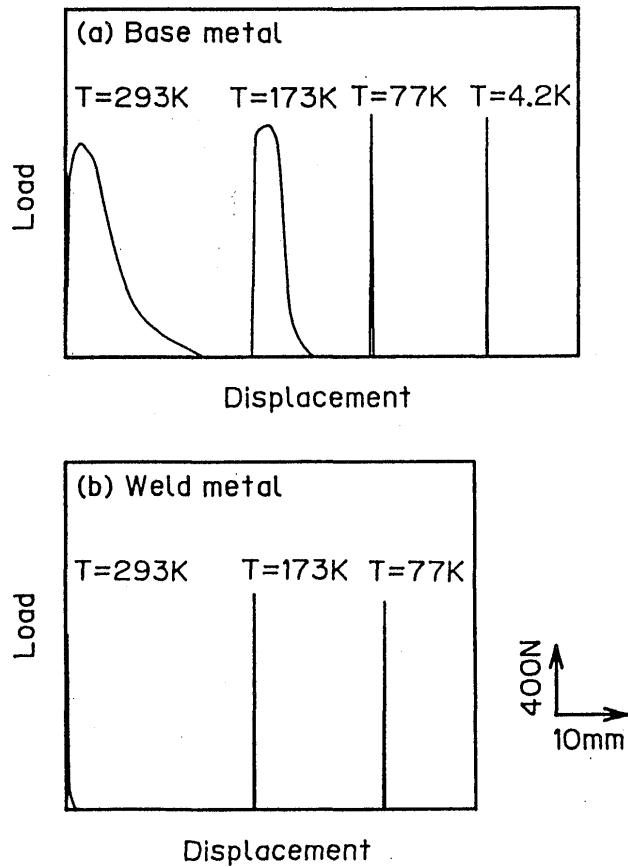 (a) Base metal
T=293K T=173K T=77K T=4.2K
Load
Displacement
(b) Weld metal
T=293K T=173K T=77K
Load
400N
10mm
Displacement